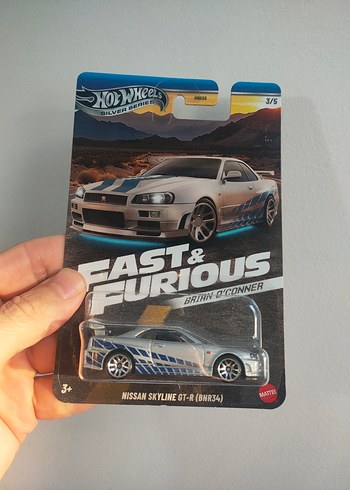 HOT WHEELS
SILVER SERIES
3/5
FAST &
FURIOUS
BRIAN O'CONNER
3+
NISSAN SKYLINE GT-R (BNR34)
MATTEL